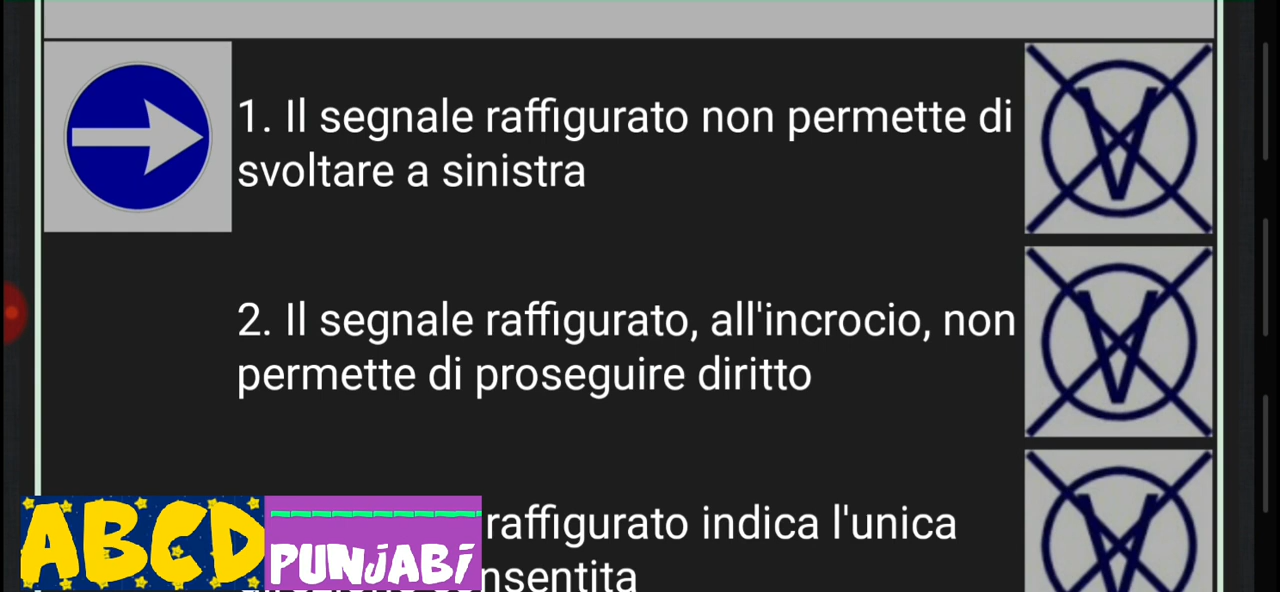 1. Il segnale raffigurato non permette di
svoltare a sinistra
V
2. Il segnale raffigurato, all'incrocio, non
permette di proseguire diritto
V
raffigurato indica l'unica
V
ABCD
PUNJABI